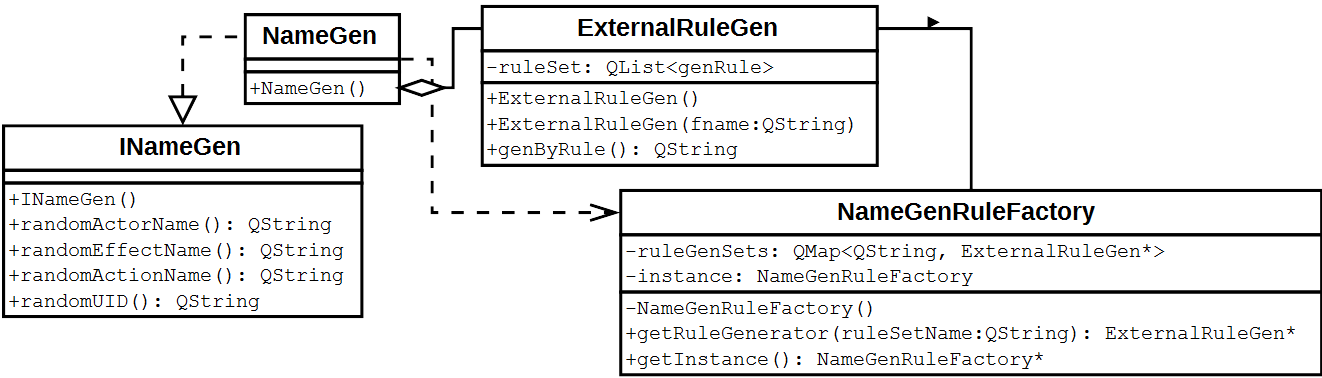 NameGen
+NameGen()
ExternalRuleGen
-ruleSet: QList<genRule>
+ExternalRuleGen()
+ExternalRuleGen(fname:QString)
+genByRule(): QString
INameGen
+INameGen()
+randomActorName(): QString
+randomEffectName(): QString
+randomActionName(): QString
+randomUID(): QString
NameGenRuleFactory
-ruleGenSets: QMap<QString, ExternalRuleGen*>
-instance: NameGenRuleFactory
-NameGenRuleFactory()
+getRuleGenerator(ruleSetName:QString): ExternalRuleGen*
+getInstance(): NameGenRuleFactory*